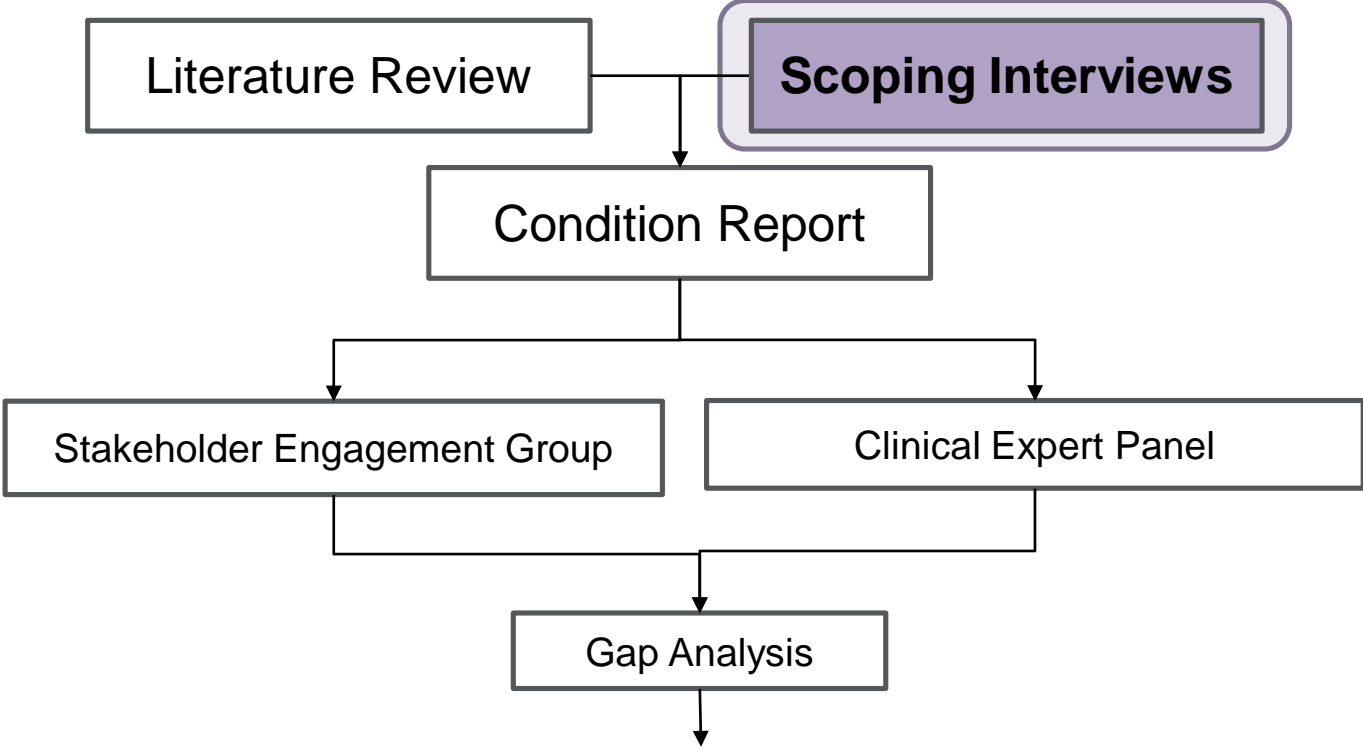 Literature Review
Scoping Interviews
Condition Report
Stakeholder Engagement Group
Clinical Expert Panel
Gap Analysis